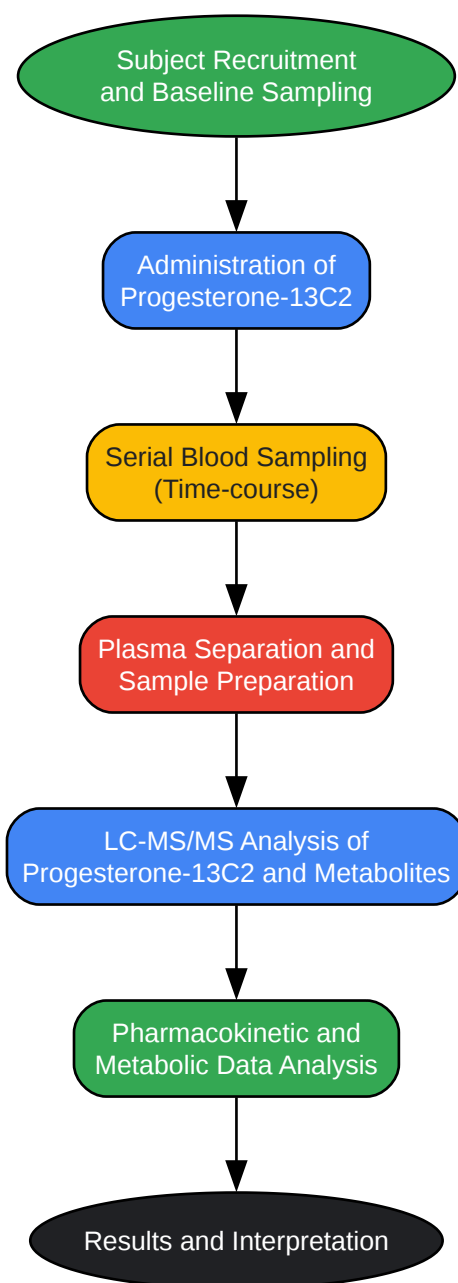 Subject Recruitment
and Baseline Sampling
Administration of
Progesterone-13C2
Serial Blood Sampling
(Time-course)
Plasma Separation and
Sample Preparation
LC-MS/MS Analysis of
Progesterone-13C2 and Metabolites
Pharmacokinetic and
Metabolic Data Analysis
Results and Interpretation